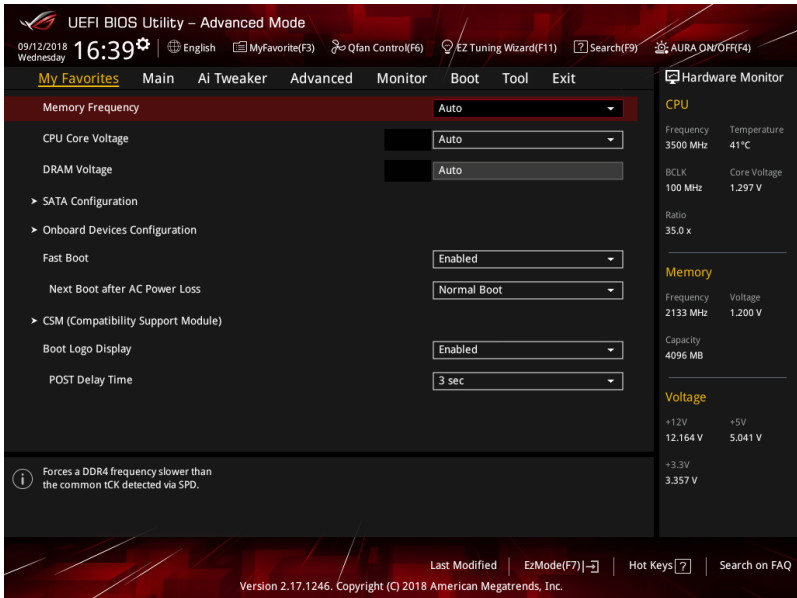 UEFI BIOS Utility – Advanced Mode
09/12/2018
Wednesday
16:39
English
MyFavorite(F3)
Qfan Control(F6)
EZ Tuning Wizard(F11)
Search(F9)
AURA ON/OFF(F4)
My Favorites Main Ai Tweaker Advanced Monitor Boot Tool Exit
Memory Frequency Auto
CPU Core Voltage Auto
DRAM Voltage Auto
SATA Configuration
Onboard Devices Configuration
Fast Boot Enabled
Next Boot after AC Power Loss Normal Boot
CSM (Compatibility Support Module)
Boot Logo Display Enabled
POST Delay Time 3 sec
Forces a DDR4 frequency slower than
the common tCK detected via SPD.
Hardware Monitor
CPU
Frequency Temperature
3500 MHz 41°C
BCLK Core Voltage
100 MHz 1.297 V
Ratio
35.0 x
Memory
Frequency Voltage
2133 MHz 1.200 V
Capacity
4096 MB
Voltage
+12V +5V
12.164 V 5.041 V
+3.3V
3.357 V
Last Modified
EzMode(F7)
Hot Keys ?
Search on FAQ
Version 2.17.1246. Copyright (C) 2018 American Megatrends, Inc.